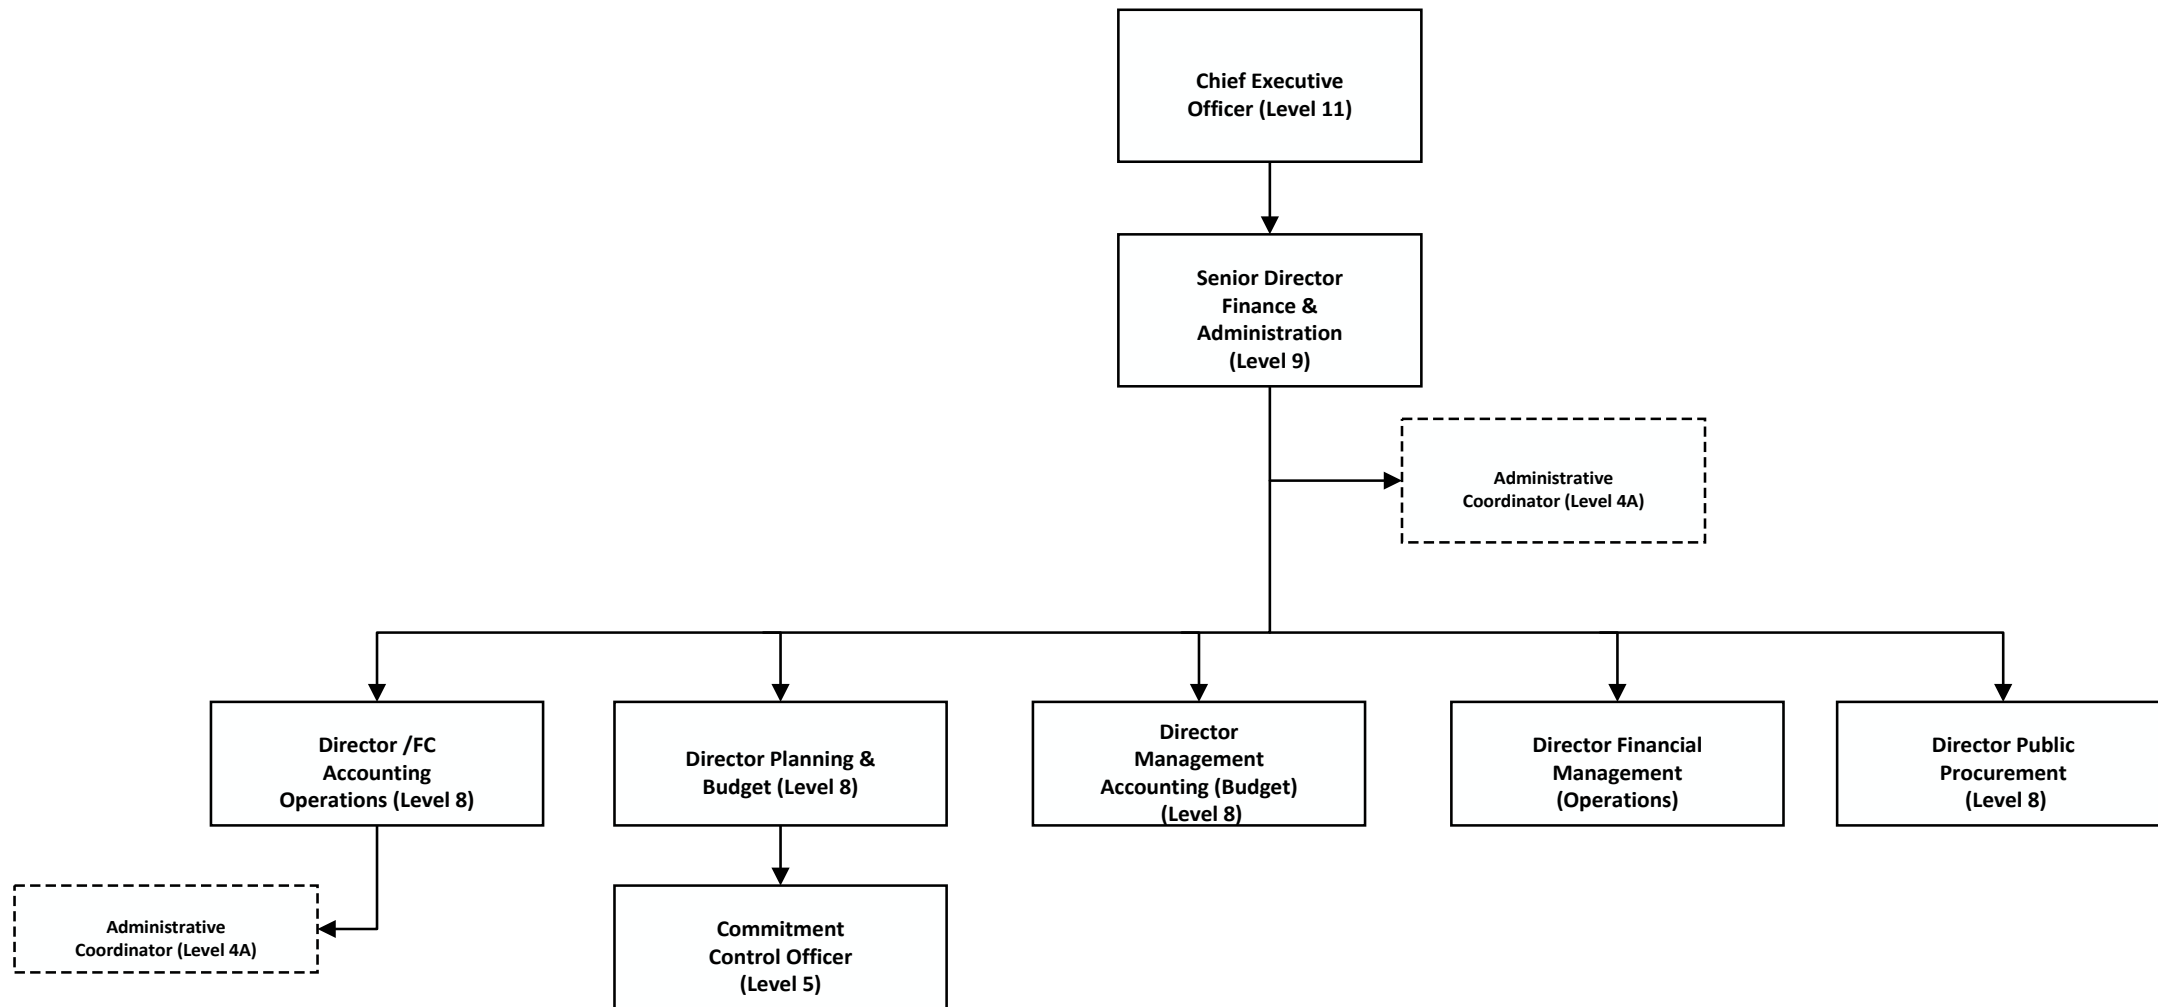 Chief Executive
Officer (Level 11)
Senior Director
Finance &
Administration
(Level 9)
Administrative
Coordinator (Level 4A)
Director /FC
Accounting
Operations (Level 8)
Director Planning &
Budget (Level 8)
Director
Management
Accounting (Budget)
(Level 8)
Director Financial
Management
(Operations)
Director Public
Procurement
(Level 8)
Administrative
Coordinator (Level 4A)
Commitment
Control Officer
(Level 5)